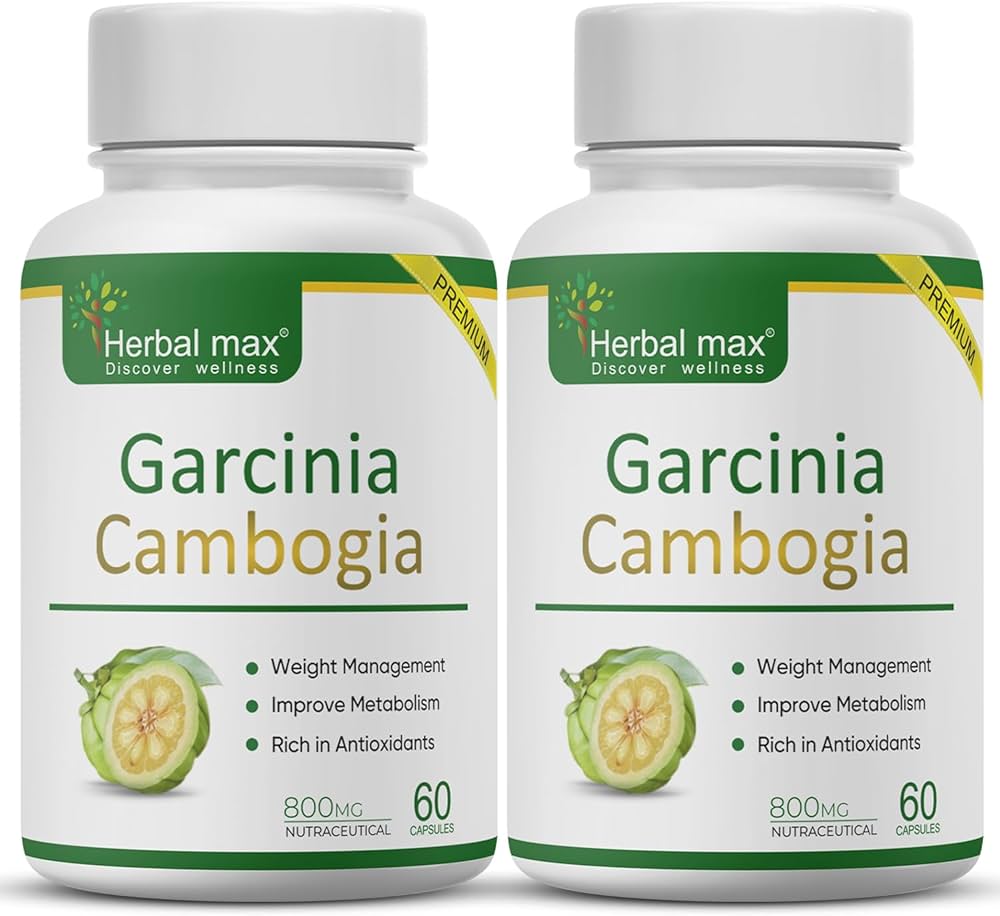 PREMIUM
Herbal max®
Discover wellness
Garcinia
Cambogia
Weight Management
Improve Metabolism
Rich in Antioxidants
800MG
NUTRACEUTICAL
60
CAPSULES
PREMIUM
Herbal max®
Discover wellness
Garcinia
Cambogia
Weight Management
Improve Metabolism
Rich in Antioxidants
800MG
NUTRACEUTICAL
60
CAPSULES